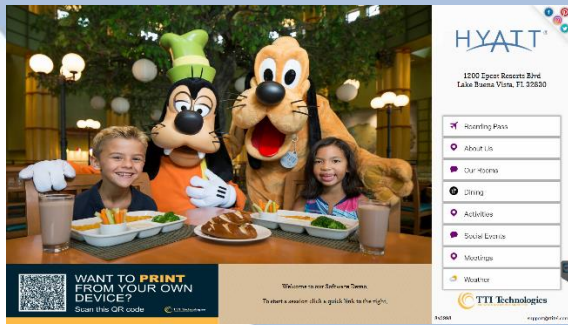 HYATT
1200 Epcot Resorts Blvd
Lake Buena Vista, FL 32830
Boarding Pass
About Us
Our Rooms
Dining
Activities
Social Events
Meetings
Weather
TTI Technologies
WANT TO PRINT
FROM YOUR OWN
DEVICE?
Scan this QR code
TTI Technologies
Welcome to our Software Demo.
To start a session click a quick link to the right.